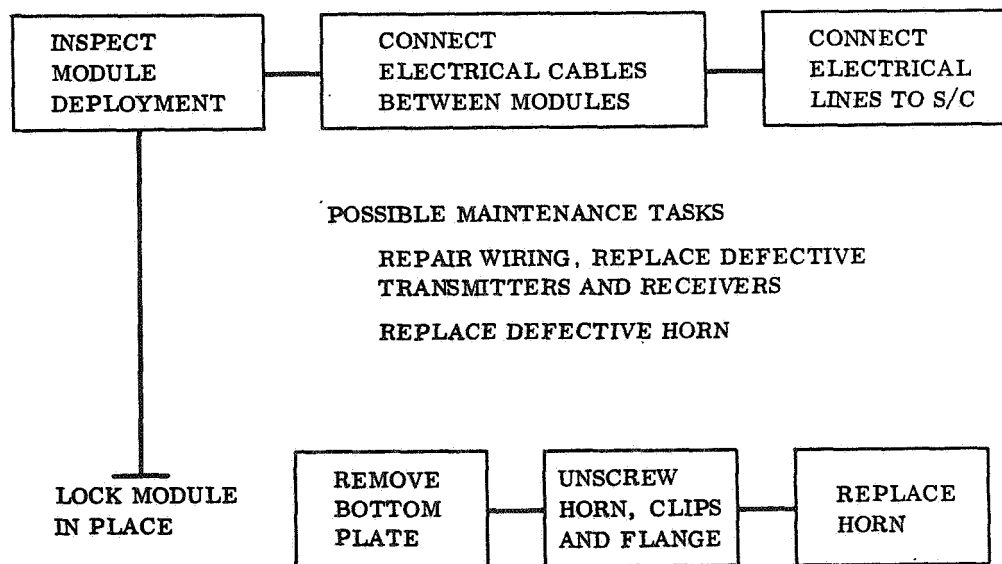 INSPECT
MODULE
DEPLOYMENT
CONNECT
ELECTRICAL CABLES
BETWEEN MODULES
CONNECT
ELECTRICAL
LINES TO S/C
POSSIBLE MAINTENANCE TASKS
REPAIR WIRING, REPLACE DEFECTIVE
TRANSMITTERS AND RECEIVERS
REPLACE DEFECTIVE HORN
LOCK MODULE
IN PLACE
REMOVE
BOTTOM
PLATE
UNSCREW
HORN, CLIPS
AND FLANGE
REPLACE
HORN